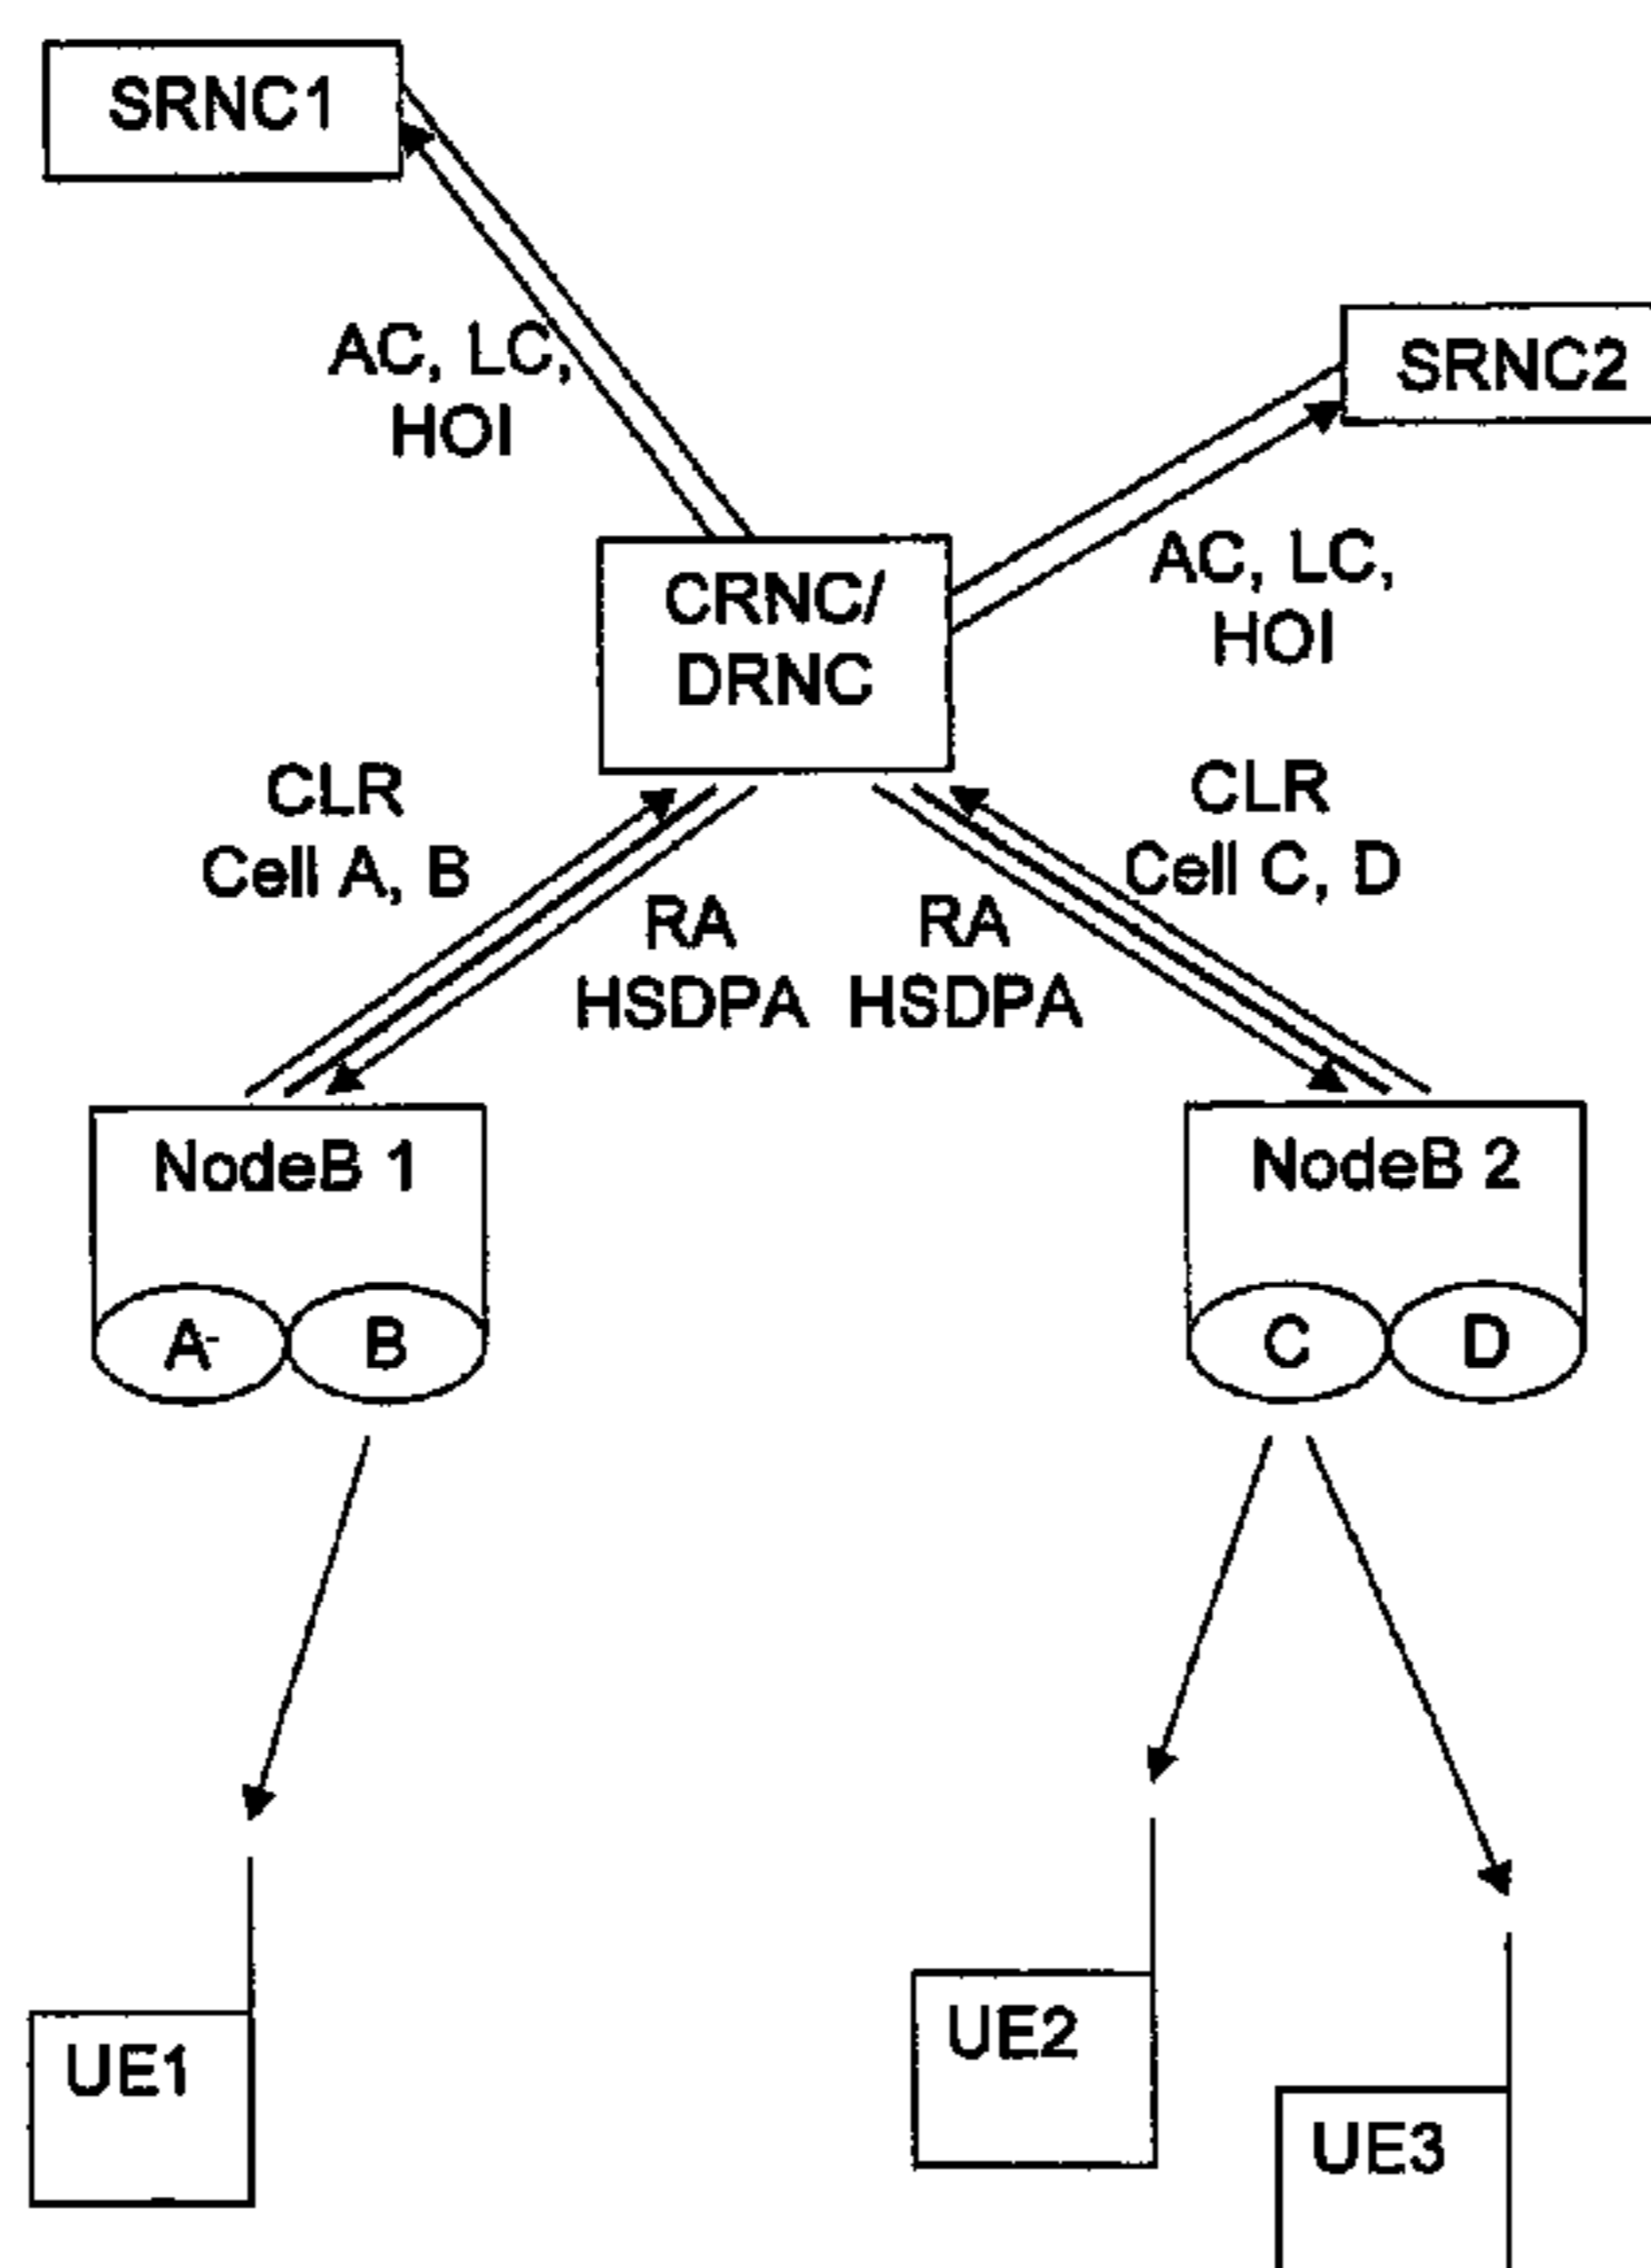 SRNC1
AC, LC,
HOI
SRNC2
AC, LC,
HOI
CRNC/
DRNC
CLR
Cell A, B
CLR
Cell C, D
RA
HSDPA
RA
HSDPA
NodeB 1
NodeB 2
A
B
C
D
UE1
UE2
UE3